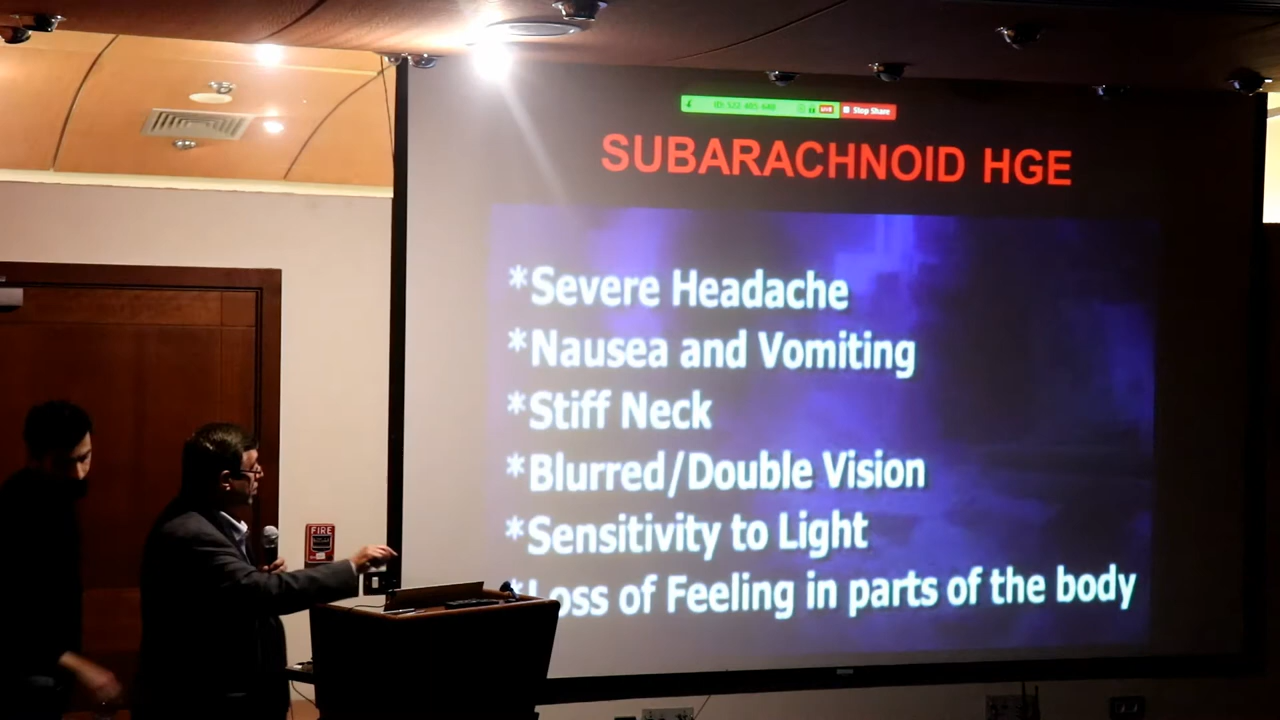 LIVE Stop Share
SUBARACHNOID HGE
*Severe Headache
*Nausea and Vomiting
*Stiff Neck
*Blurred/Double Vision
*Sensitivity to Light
*Loss of Feeling in parts of the body
FIRE